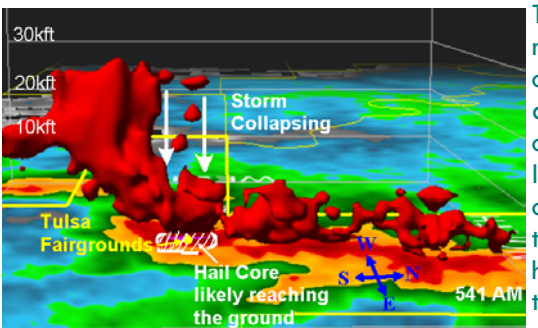 30kft
20kft
10kft
Storm
Collapsing
Tulsa
Fairgrounds
Hail Core
likely reaching
the ground
W
S
N
E
541 AM